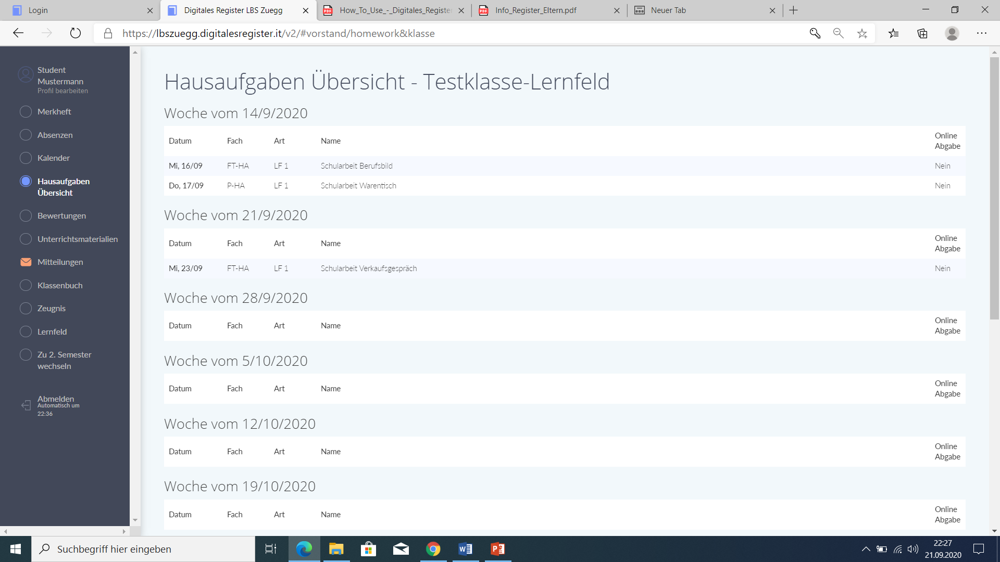 Login
Digitales Register LBS Zuegg
How_To_Use_-_Digitales_Register
Info_Register_Eltern.pdf
Neuer Tab
https://lbszuegg.digitalesregister.it/v2/#vorstand/homework&klasse
Student
Mustermann
Profil bearbeiten
Merkheft
Absenzen
Kalender
Hausaufgaben
Übersicht
Bewertungen
Unterrichtsmaterialien
Mitteilungen
Klassenbuch
Zeugnis
Lernfeld
Zu 2. Semester
wechseln
Abmelden
Automatisch um
22:36
Hausaufgaben Übersicht - Testklasse-Lernfeld
Woche vom 14/9/2020
Datum Fach Art Name Online Abgabe
Mi, 16/09 FT-HA LF 1 Schularbeit Berufsbild Nein
Do, 17/09 P-HA LF 1 Schularbeit Warentisch Nein
Woche vom 21/9/2020
Datum Fach Art Name Online Abgabe
Mi, 23/09 FT-HA LF 1 Schularbeit Verkaufsgespräch Nein
Woche vom 28/9/2020
Datum Fach Art Name Online Abgabe
Woche vom 5/10/2020
Datum Fach Art Name Online Abgabe
Woche vom 12/10/2020
Datum Fach Art Name Online Abgabe
Woche vom 19/10/2020
Datum Fach Art Name Online Abgabe
Suchbegriff hier eingeben
22:27
21.09.2020